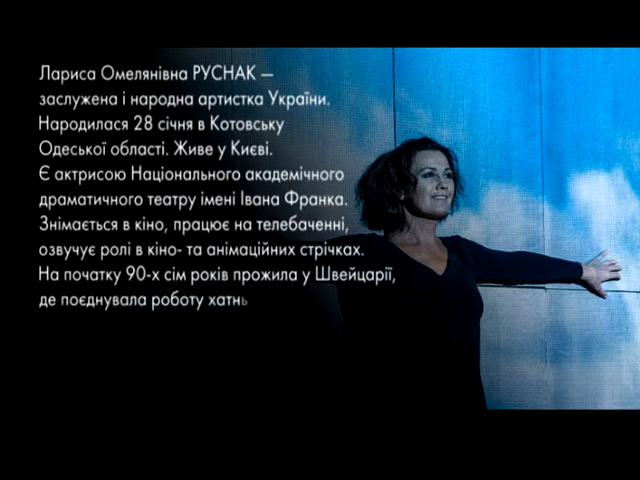 Лариса Омелянівна РУСНАК —
заслужена і народна артистка України.
Народилася 28 січня в Котовську
Одеської області. Живе у Києві.
Є актрисою Національного академічного
драматичного театру імені Івана Франка.
Знімається в кіно, працює на телебаченні,
озвучує ролі в кіно- та анімаційних стрічках.
На початку 90-х сім років прожила у Швейцарії,
де поєднувала роботу хатнь